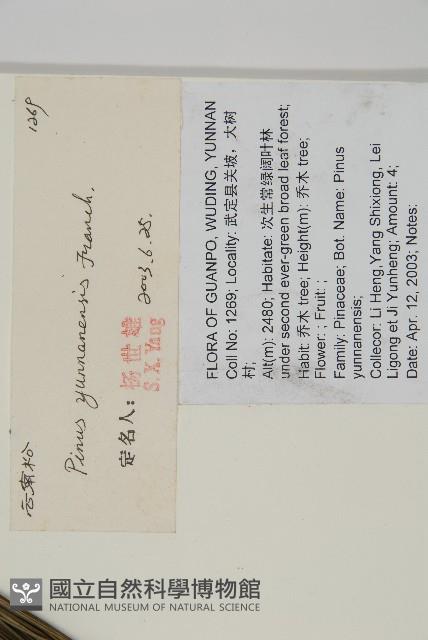 云南松
1269
Pinus yunnanensis Franch.
定名人:
杨世雄
S. X. Yang
2003.6.25.
FLORA OF GUANPO, WUDING, YUNNAN
Coll No: 1269; Locality: 武定县关坡，大树
村;
Alt(m): 2480; Habitate: 次生常绿阔叶林
under second ever-green broad leaf forest;
Habit: 乔木 tree; Height(m): 乔木 tree;
Flower: ; Fruit: ;
Family: Pinaceae; Bot. Name: Pinus
yunnanensis;
Collecor: Li Heng,Yang Shixiong, Lei
Ligong et Ji Yunheng; Amount: 4;
Date: Apr. 12, 2003; Notes:
國立自然科學博物館
NATIONAL MUSEUM OF NATURAL SCIENCE